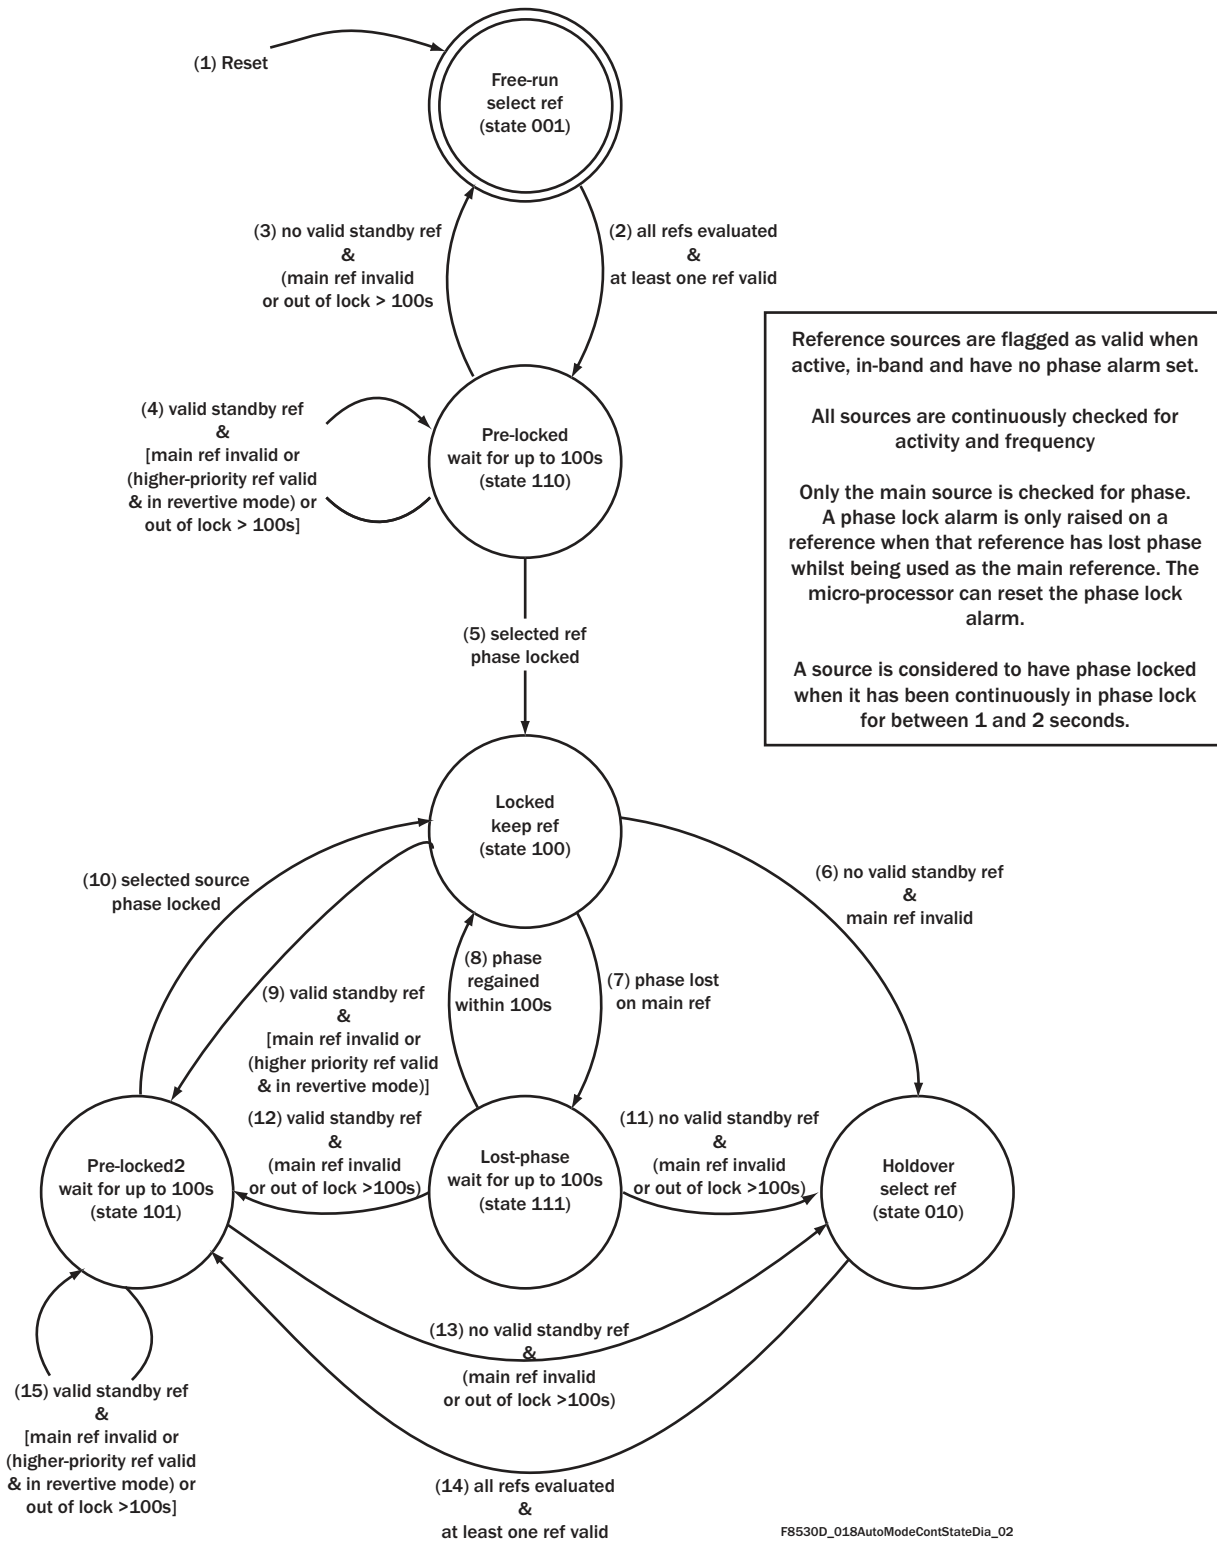 (1) Reset
Free-run
select ref
(state 001)
(3) no valid standby ref
&
(main ref invalid
or out of lock > 100s
(2) all refs evaluated
&
at least one ref valid
Reference sources are flagged as valid when
active, in-band and have no phase alarm set.
All sources are continuously checked for
activity and frequency
Only the main source is checked for phase.
A phase lock alarm is only raised on a
reference when that reference has lost phase
whilst being used as the main reference. The
micro-processor can reset the phase lock
alarm.
A source is considered to have phase locked
when it has been continuously in phase lock
for between 1 and 2 seconds.
(4) valid standby ref
&
[main ref invalid or
(higher-priority ref valid
& in revertive mode) or
out of lock > 100s]
Pre-locked
wait for up to 100s
(state 110)
(5) selected ref
phase locked
Locked
keep ref
(state 100)
(10) selected source
phase locked
(6) no valid standby ref
&
main ref invalid
(8) phase
regained
within 100s
(7) phase lost
on main ref
(9) valid standby ref
&
[main ref invalid or
(higher priority ref valid
& in revertive mode)]
(12) valid standby ref
&
(main ref invalid
or out of lock >100s)
(11) no valid standby ref
&
(main ref invalid
or out of lock >100s)
Pre-locked2
wait for up to 100s
(state 101)
Lost-phase
wait for up to 100s
(state 111)
Holdover
select ref
(state 010)
(13) no valid standby ref
&
(main ref invalid
or out of lock >100s)
(15) valid standby ref
&
[main ref invalid or
(higher-priority ref valid
& in revertive mode) or
out of lock >100s]
(14) all refs evaluated
&
at least one ref valid
F8530D_018AutoModeContStateDia_02